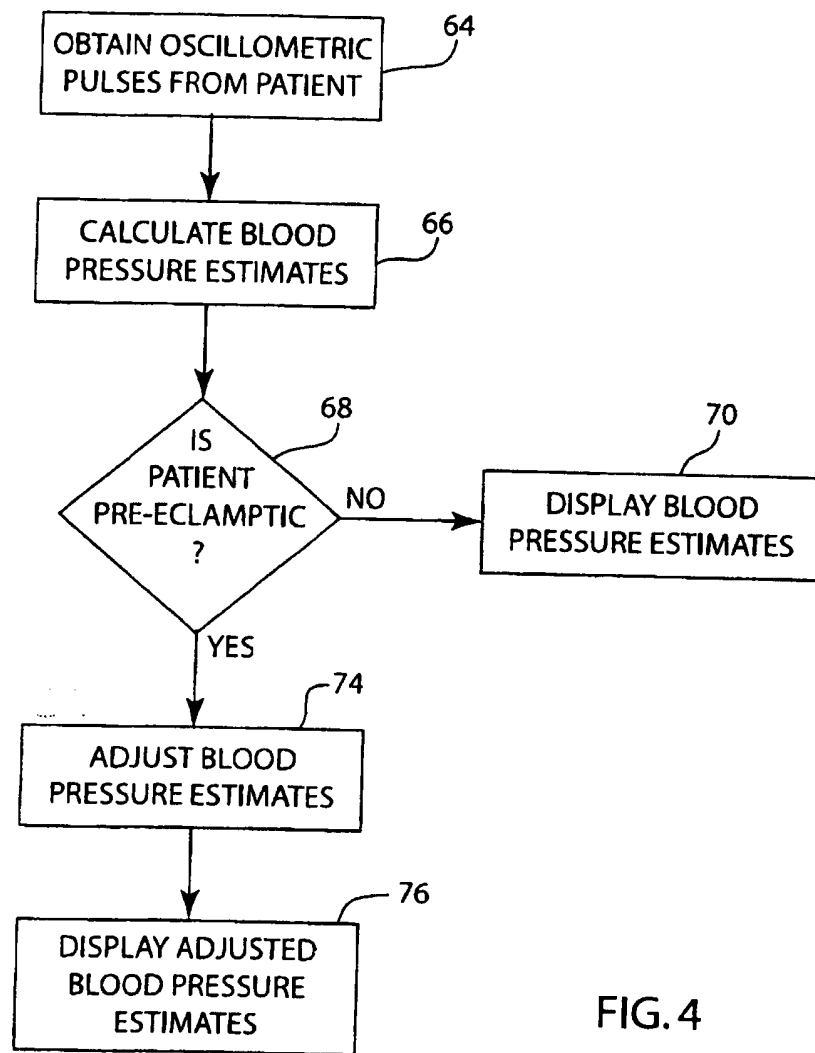 OBTAIN OSCILLOMETRIC
PULSES FROM PATIENT
64
CALCULATE BLOOD
PRESSURE ESTIMATES
66
IS
PATIENT
PRE-ECLAMPTIC
?
68
NO
70
DISPLAY BLOOD
PRESSURE ESTIMATES
YES
74
ADJUST BLOOD
PRESSURE ESTIMATES
76
DISPLAY ADJUSTED
BLOOD PRESSURE
ESTIMATES
FIG. 4